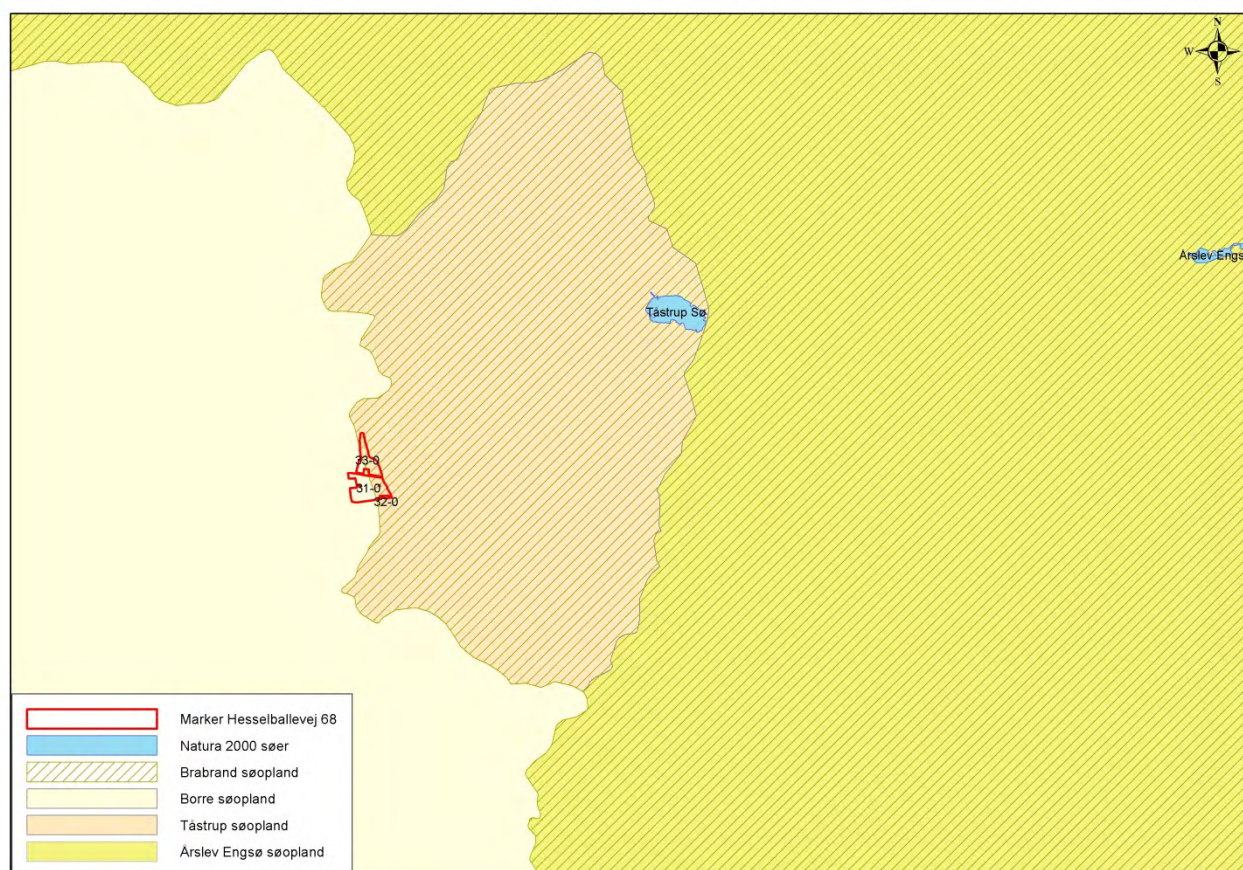 N
W
S
Årslev Engs
Tåstrup Sø
33-0
31-0
32-0
Marker Hesselballevej 68
Natura 2000 søer
Brabrand søopland
Borre søopland
Tåstrup søopland
Årslev Engsø søopland